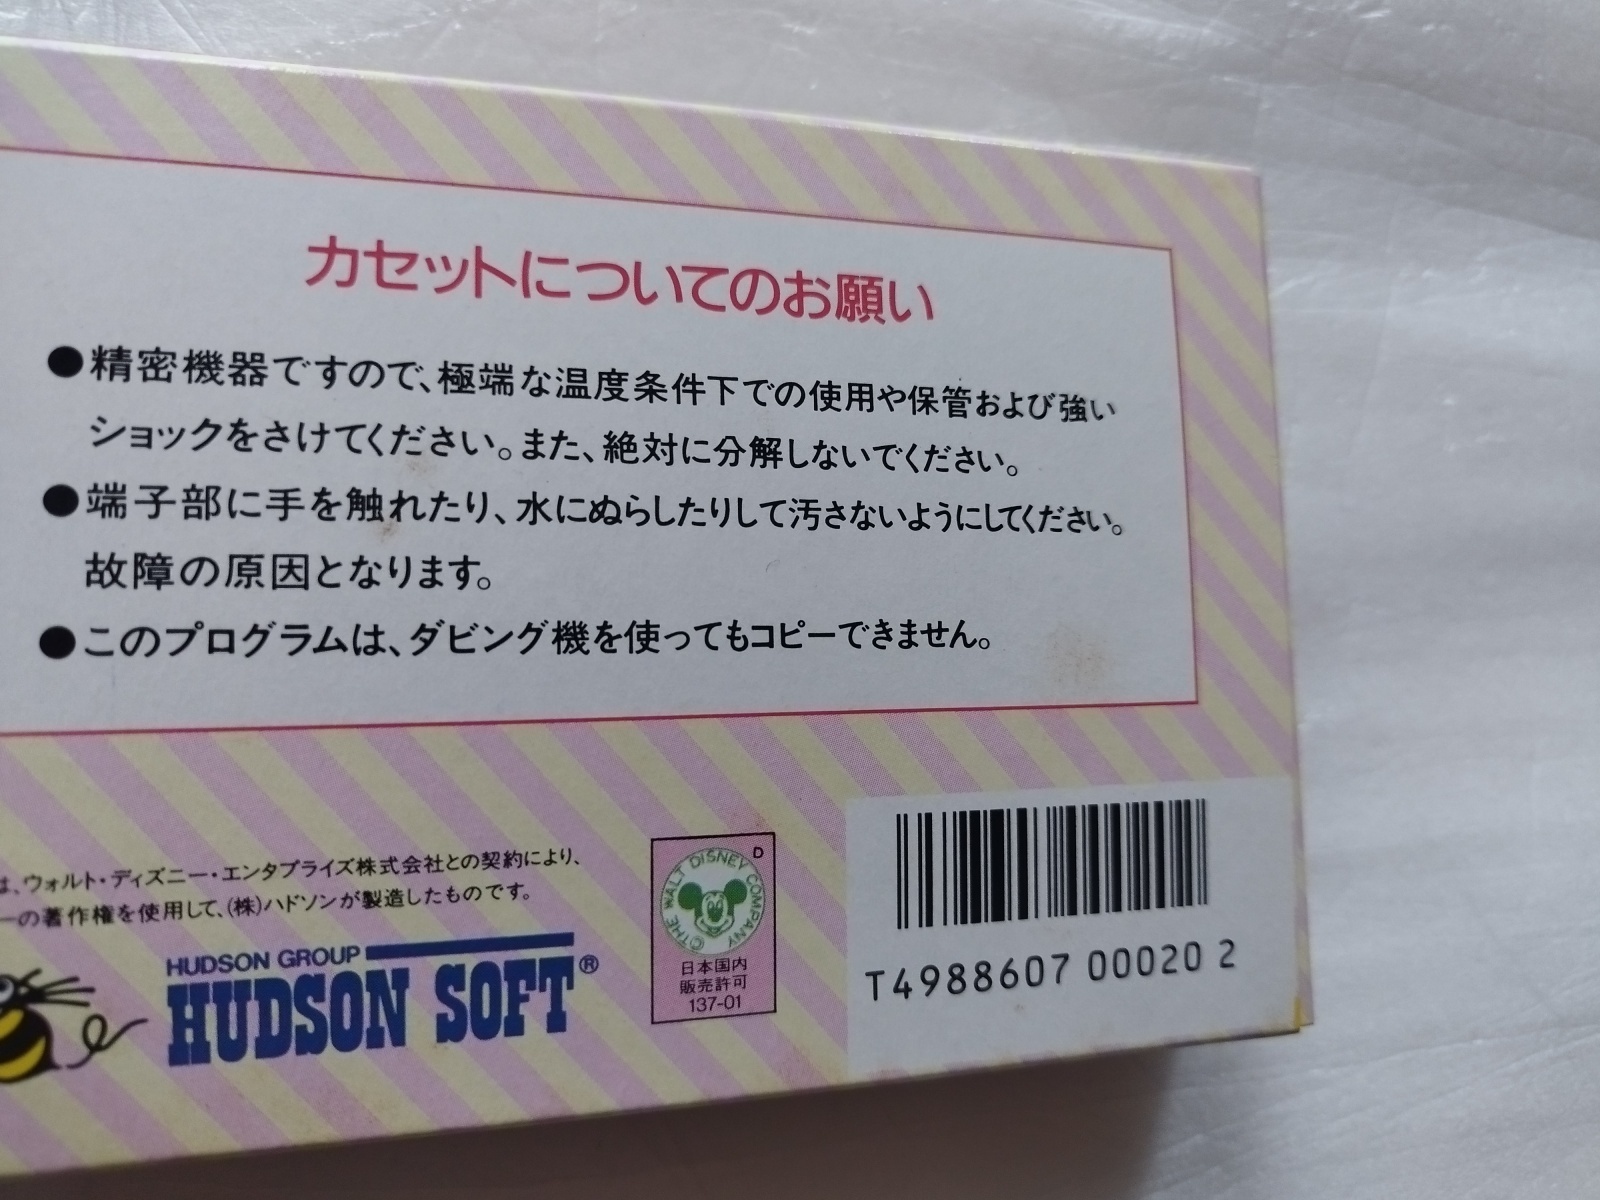 カセットについてのお願い
●精密機器ですので、極端な温度条件下での使用や保管および強い
ショックをさけてください。また、絶対に分解しないでください。
●端子部に手を触れたり、水にぬらしたりして汚さないようにしてください。
故障の原因となります。
●このプログラムは、ダビング機を使ってもコピーできません。
は、ウォルト・ディズニー・エンタプライズ株式会社との契約により、
ーの著作権を使用して、(株)ハドソンが製造したものです。
HUDSON GROUP
HUDSON SOFT®
D
©THE WALT DISNEY COMPANY
日本国内
販売許可
137-01
T4988607 00020 2